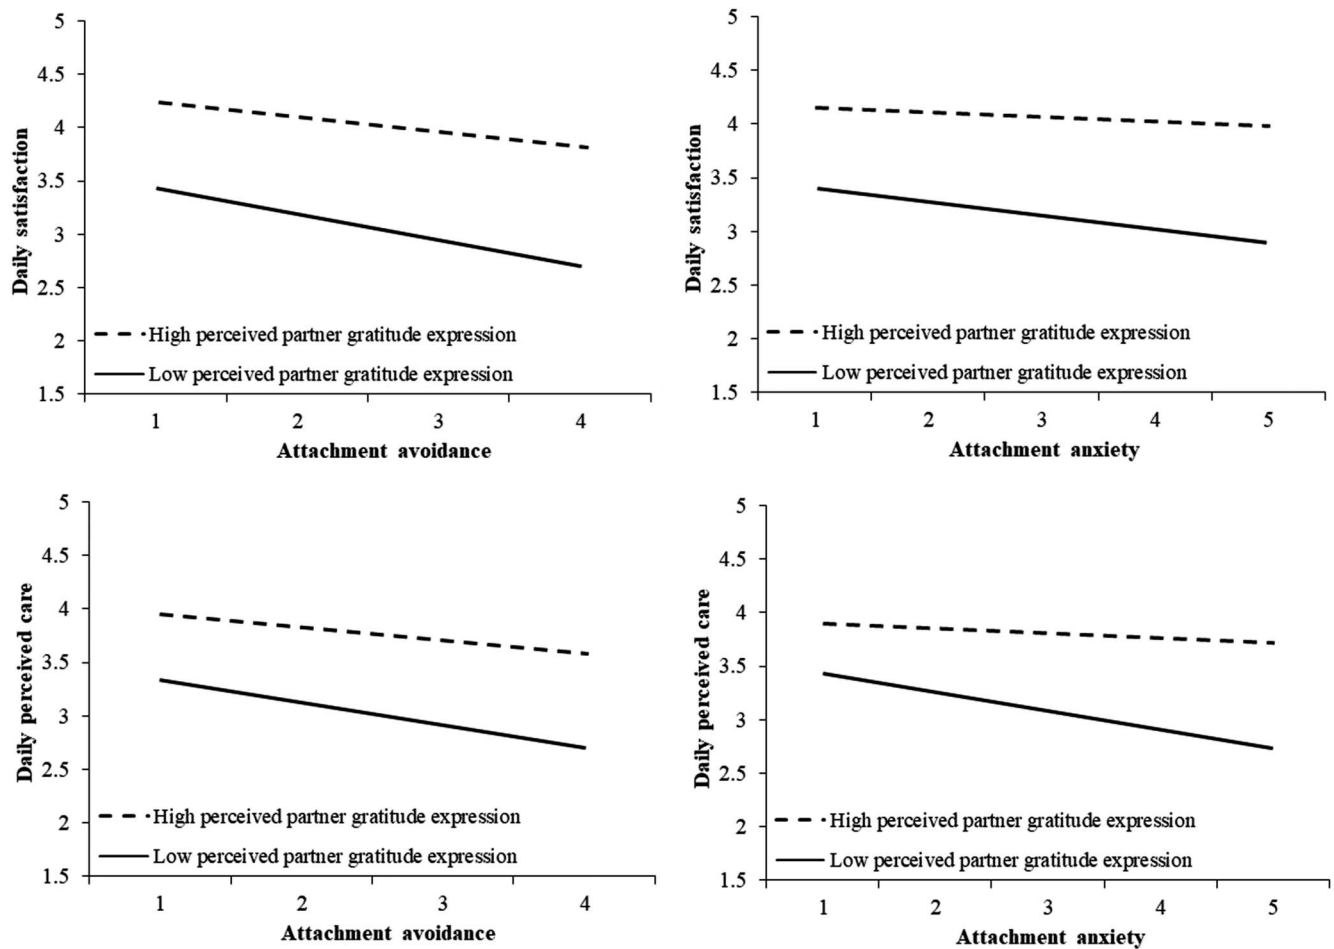 Daily satisfaction
5
4.5
4
3.5
3
2.5
2
1.5
High perceived partner gratitude expression
Low perceived partner gratitude expression
1 2 3 4
Attachment avoidance
Daily satisfaction
5
4.5
4
3.5
3
2.5
2
1.5
High perceived partner gratitude expression
Low perceived partner gratitude expression
1 2 3 4 5
Attachment anxiety
Daily perceived care
5
4.5
4
3.5
3
2.5
2
1.5
High perceived partner gratitude expression
Low perceived partner gratitude expression
1 2 3 4
Attachment avoidance
Daily perceived care
5
4.5
4
3.5
3
2.5
2
1.5
High perceived partner gratitude expression
Low perceived partner gratitude expression
1 2 3 4 5
Attachment anxiety